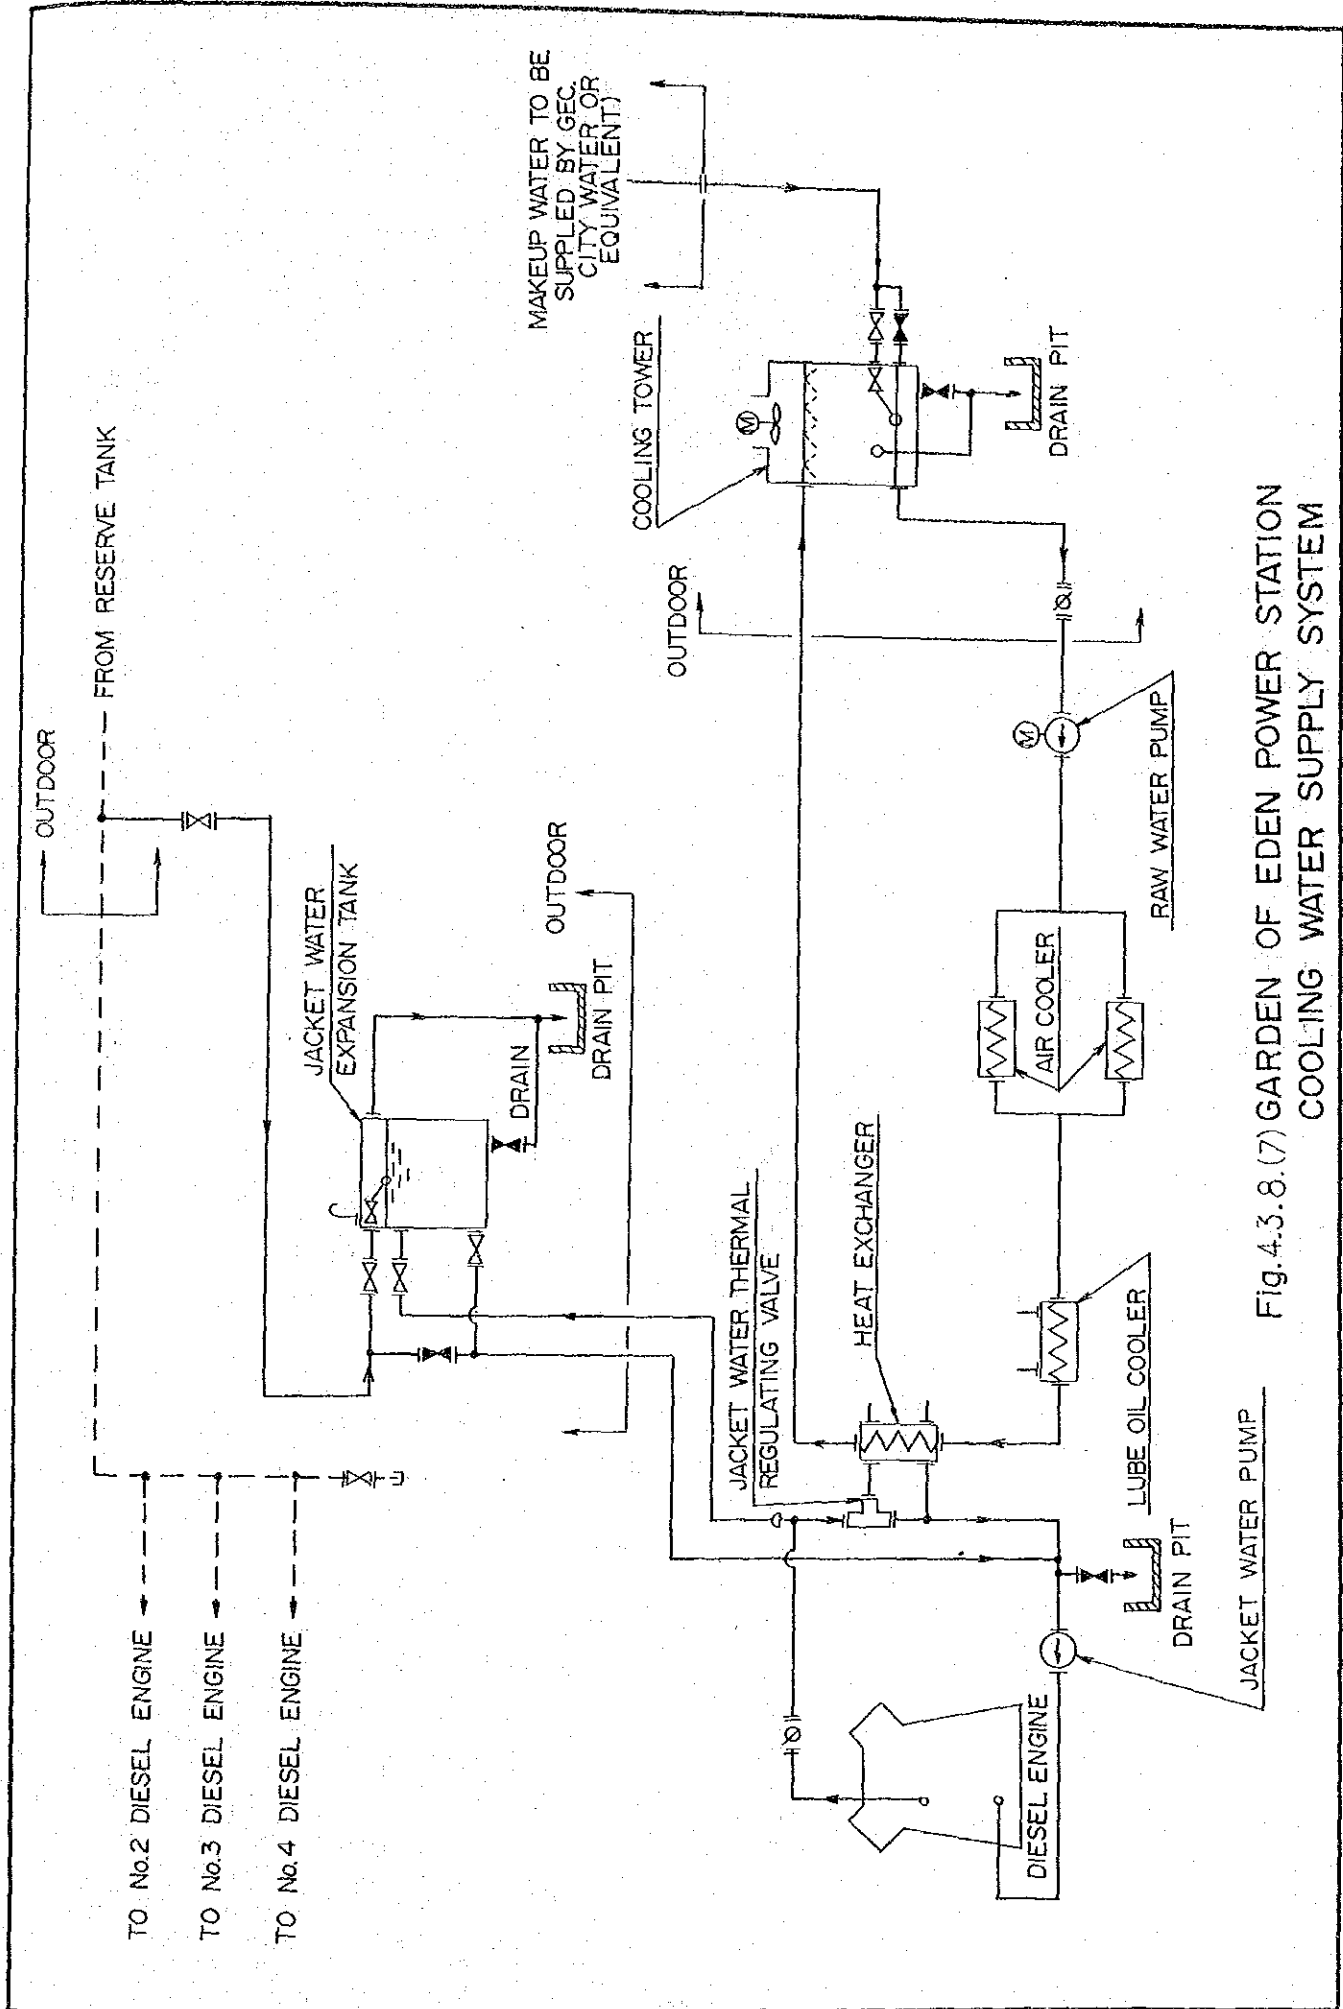 TO No.2 DIESEL ENGINE
TO No.3 DIESEL ENGINE
TO No.4 DIESEL ENGINE
OUTDOOR
FROM RESERVE TANK
JACKET WATER
EXPANSION TANK
DRAIN
DRAIN PIT
OUTDOOR
MAKEUP WATER TO BE
SUPPLED BY GEC.
CITY WATER OR
EQUIVALENT)
COOLING TOWER
M
DRAIN PIT
OUTDOOR
JACKET WATER THERMAL
REGULATING VALVE
HEAT EXCHANGER
AIR COOLER
M
RAW WATER PUMP
LUBE OIL COOLER
DRAIN PIT
JACKET WATER PUMP
DIESEL ENGINE
Fig.4.3.8.(7) GARDEN OF EDEN POWER STATION
COOLING WATER SUPPLY SYSTEM